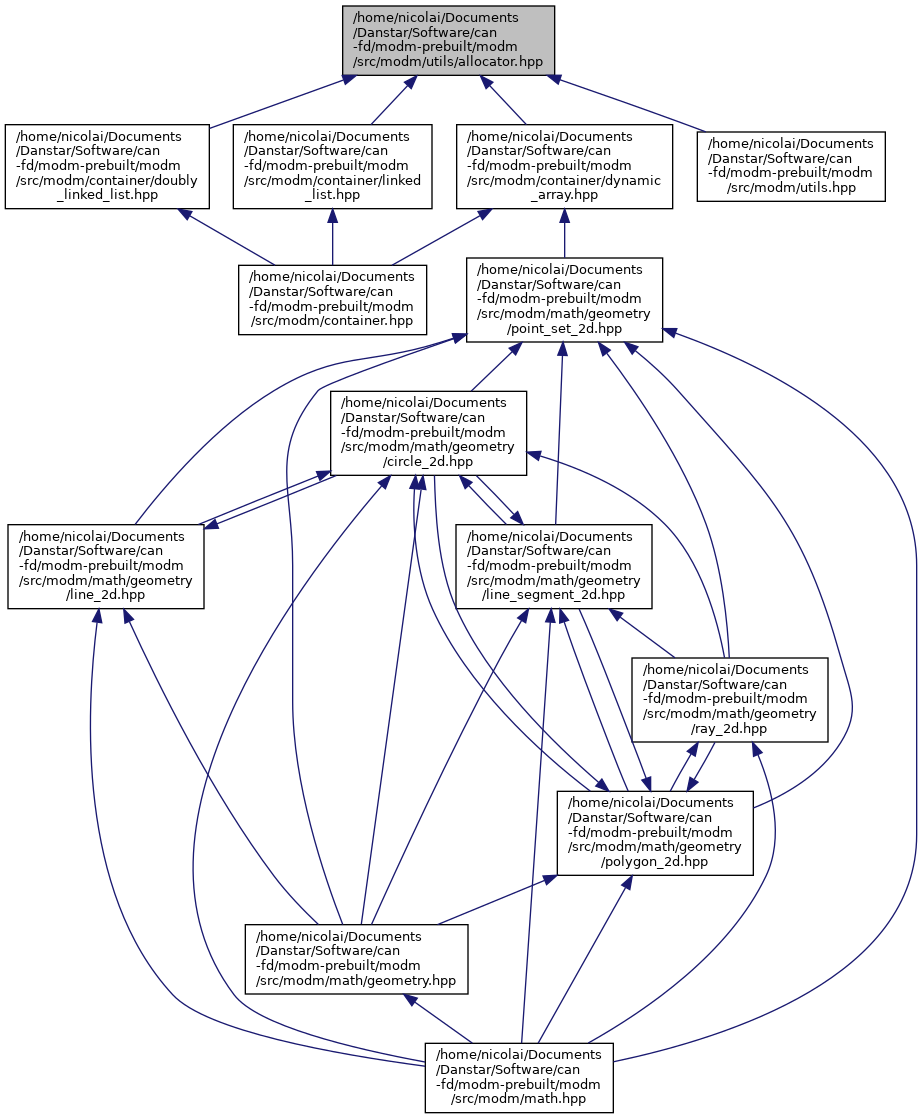 /home/nicolai/Documents
/Danstar/Software/can
-fd/modm-prebuilt/modm
/src/modm/utils/allocator.hpp
/home/nicolai/Documents
/Danstar/Software/can
-fd/modm-prebuilt/modm
/src/modm/container/doubly
_linked_list.hpp
/home/nicolai/Documents
/Danstar/Software/can
-fd/modm-prebuilt/modm
/src/modm/container/linked
_list.hpp
/home/nicolai/Documents
/Danstar/Software/can
-fd/modm-prebuilt/modm
/src/modm/container/dynamic
_array.hpp
/home/nicolai/Documents
/Danstar/Software/can
-fd/modm-prebuilt/modm
/src/modm/utils.hpp
/home/nicolai/Documents
/Danstar/Software/can
-fd/modm-prebuilt/modm
/src/modm/container.hpp
/home/nicolai/Documents
/Danstar/Software/can
-fd/modm-prebuilt/modm
/src/modm/math/geometry
/point_set_2d.hpp
/home/nicolai/Documents
/Danstar/Software/can
-fd/modm-prebuilt/modm
/src/modm/math/geometry
/circle_2d.hpp
/home/nicolai/Documents
/Danstar/Software/can
-fd/modm-prebuilt/modm
/src/modm/math/geometry
/line_2d.hpp
/home/nicolai/Documents
/Danstar/Software/can
-fd/modm-prebuilt/modm
/src/modm/math/geometry
/line_segment_2d.hpp
/home/nicolai/Documents
/Danstar/Software/can
-fd/modm-prebuilt/modm
/src/modm/math/geometry
/ray_2d.hpp
/home/nicolai/Documents
/Danstar/Software/can
-fd/modm-prebuilt/modm
/src/modm/math/geometry
/polygon_2d.hpp
/home/nicolai/Documents
/Danstar/Software/can
-fd/modm-prebuilt/modm
/src/modm/math/geometry.hpp
/home/nicolai/Documents
/Danstar/Software/can
-fd/modm-prebuilt/modm
/src/modm/math.hpp